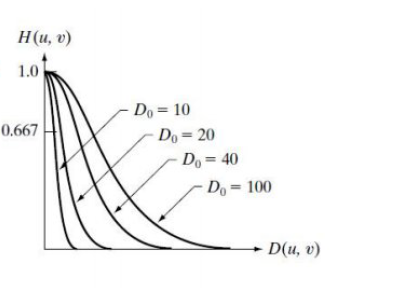 H(u, v)
1.0
D₀ = 10
0.667
D₀ = 20
D₀ = 40
D₀ = 100
D(u, v)